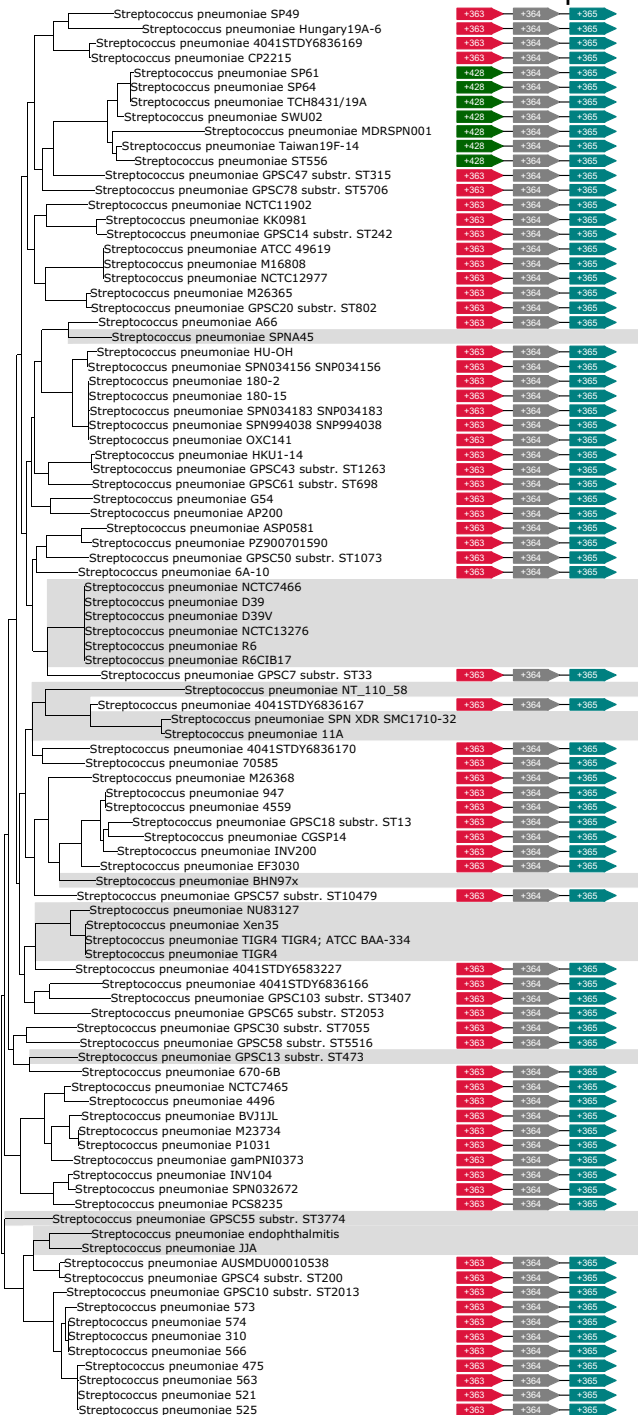 Streptococcus pneumoniae SP49 +363 +364 +365
Streptococcus pneumoniae Hungary19A-6 +363 +364 +365
Streptococcus pneumoniae 4041STDY6836169 +363 +364 +365
Streptococcus pneumoniae CP2215 +363 +364 +365
Streptococcus pneumoniae SP61 +428 +364 +365
Streptococcus pneumoniae SP64 +428 +364 +365
Streptococcus pneumoniae TCH8431/19A +428 +364 +365
Streptococcus pneumoniae SWU02 +428 +364 +365
Streptococcus pneumoniae MDRSPN001 +428 +364 +365
Streptococcus pneumoniae Taiwan19F-14 +428 +364 +365
Streptococcus pneumoniae ST556 +428 +364 +365
Streptococcus pneumoniae GPSC47 substr. ST315 +363 +364 +365
Streptococcus pneumoniae GPSC78 substr. ST5706 +363 +364 +365
Streptococcus pneumoniae NCTC11902 +363 +364 +365
Streptococcus pneumoniae KK0981 +363 +364 +365
Streptococcus pneumoniae GPSC14 substr. ST242 +363 +364 +365
Streptococcus pneumoniae ATCC 49619 +363 +364 +365
Streptococcus pneumoniae M16808 +363 +364 +365
Streptococcus pneumoniae NCTC12977 +363 +364 +365
Streptococcus pneumoniae M26365 +363 +364 +365
Streptococcus pneumoniae GPSC20 substr. ST802 +363 +364 +365
Streptococcus pneumoniae A66 +363 +364 +365
Streptococcus pneumoniae SPNA45
Streptococcus pneumoniae HU-OH +363 +364 +365
Streptococcus pneumoniae SPN034156 SNP034156 +363 +364 +365
Streptococcus pneumoniae 180-2 +363 +364 +365
Streptococcus pneumoniae 180-15 +363 +364 +365
Streptococcus pneumoniae SPN034183 SNP034183 +363 +364 +365
Streptococcus pneumoniae SPN994038 SNP994038 +363 +364 +365
Streptococcus pneumoniae OXC141 +363 +364 +365
Streptococcus pneumoniae HKU1-14 +363 +364 +365
Streptococcus pneumoniae GPSC43 substr. ST1263 +363 +364 +365
Streptococcus pneumoniae GPSC61 substr. ST698 +363 +364 +365
Streptococcus pneumoniae G54 +363 +364 +365
Streptococcus pneumoniae AP200 +363 +364 +365
Streptococcus pneumoniae ASP0581 +363 +364 +365
Streptococcus pneumoniae PZ900701590 +363 +364 +365
Streptococcus pneumoniae GPSC50 substr. ST1073 +363 +364 +365
Streptococcus pneumoniae 6A-10 +363 +364 +365
Streptococcus pneumoniae NCTC7466
Streptococcus pneumoniae D39
Streptococcus pneumoniae D39V
Streptococcus pneumoniae NCTC13276
Streptococcus pneumoniae R6
Streptococcus pneumoniae R6CIB17
Streptococcus pneumoniae GPSC7 substr. ST33 +363 +364 +365
Streptococcus pneumoniae NT_110_58
Streptococcus pneumoniae 4041STDY6836167 +363 +364 +365
Streptococcus pneumoniae SPN XDR SMC1710-32
Streptococcus pneumoniae 11A
Streptococcus pneumoniae 4041STDY6836170 +363 +364 +365
Streptococcus pneumoniae 70585 +363 +364 +365
Streptococcus pneumoniae M26368 +363 +364 +365
Streptococcus pneumoniae 947 +363 +364 +365
Streptococcus pneumoniae 4559 +363 +364 +365
Streptococcus pneumoniae GPSC18 substr. ST13 +363 +364 +365
Streptococcus pneumoniae CGSP14 +363 +364 +365
Streptococcus pneumoniae INV200 +363 +364 +365
Streptococcus pneumoniae EF3030 +363 +364 +365
Streptococcus pneumoniae BHN97x
Streptococcus pneumoniae GPSC57 substr. ST10479 +363 +364 +365
Streptococcus pneumoniae NU83127
Streptococcus pneumoniae Xen35
Streptococcus pneumoniae TIGR4 TIGR4; ATCC BAA-334
Streptococcus pneumoniae TIGR4
Streptococcus pneumoniae 4041STDY6583227 +363 +364 +365
Streptococcus pneumoniae 4041STDY6836166 +363 +364 +365
Streptococcus pneumoniae GPSC103 substr. ST3407 +363 +364 +365
Streptococcus pneumoniae GPSC65 substr. ST2053 +363 +364 +365
Streptococcus pneumoniae GPSC30 substr. ST7055 +363 +364 +365
Streptococcus pneumoniae GPSC58 substr. ST5516 +363 +364 +365
Streptococcus pneumoniae GPSC13 substr. ST473
Streptococcus pneumoniae 670-6B +363 +364 +365
Streptococcus pneumoniae NCTC7465 +363 +364 +365
Streptococcus pneumoniae 4496 +363 +364 +365
Streptococcus pneumoniae BVJ1JL +363 +364 +365
Streptococcus pneumoniae M23734 +363 +364 +365
Streptococcus pneumoniae P1031 +363 +364 +365
Streptococcus pneumoniae gamPNI0373 +363 +364 +365
Streptococcus pneumoniae INV104 +363 +364 +365
Streptococcus pneumoniae SPN032672 +363 +364 +365
Streptococcus pneumoniae PCS8235 +363 +364 +365
Streptococcus pneumoniae GPSC55 substr. ST3774
Streptococcus pneumoniae endophthalmitis
Streptococcus pneumoniae JJA
Streptococcus pneumoniae AUSMDU00010538 +363 +364 +365
Streptococcus pneumoniae GPSC4 substr. ST200 +363 +364 +365
Streptococcus pneumoniae GPSC10 substr. ST2013 +363 +364 +365
Streptococcus pneumoniae 573 +363 +364 +365
Streptococcus pneumoniae 574 +363 +364 +365
Streptococcus pneumoniae 310 +363 +364 +365
Streptococcus pneumoniae 566 +363 +364 +365
Streptococcus pneumoniae 475 +363 +364 +365
Streptococcus pneumoniae 563 +363 +364 +365
Streptococcus pneumoniae 521 +363 +364 +365
Streptococcus pneumoniae 525 +363 +364 +365